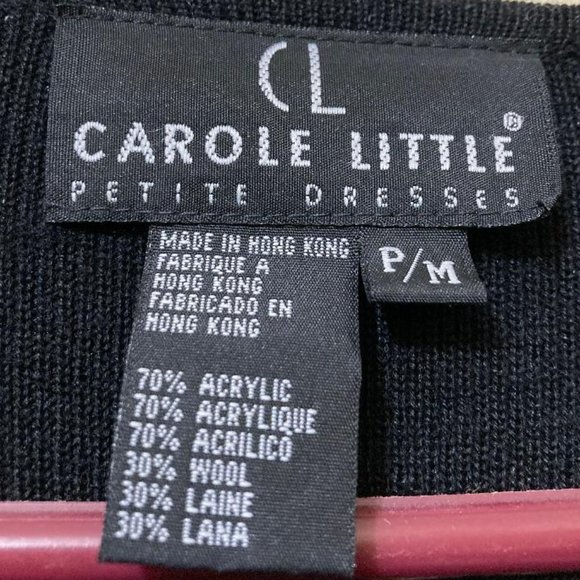 CL
CAROLE LITTLE®
PETITE DRESSES
P/M
MADE IN HONG KONG
FABRIQUE A
HONG KONG
FABRICADO EN
HONG KONG
70% ACRYLIC
70% ACRYLIQUE
70% ACRILICO
30% WOOL
30% LAINE
30% LANA